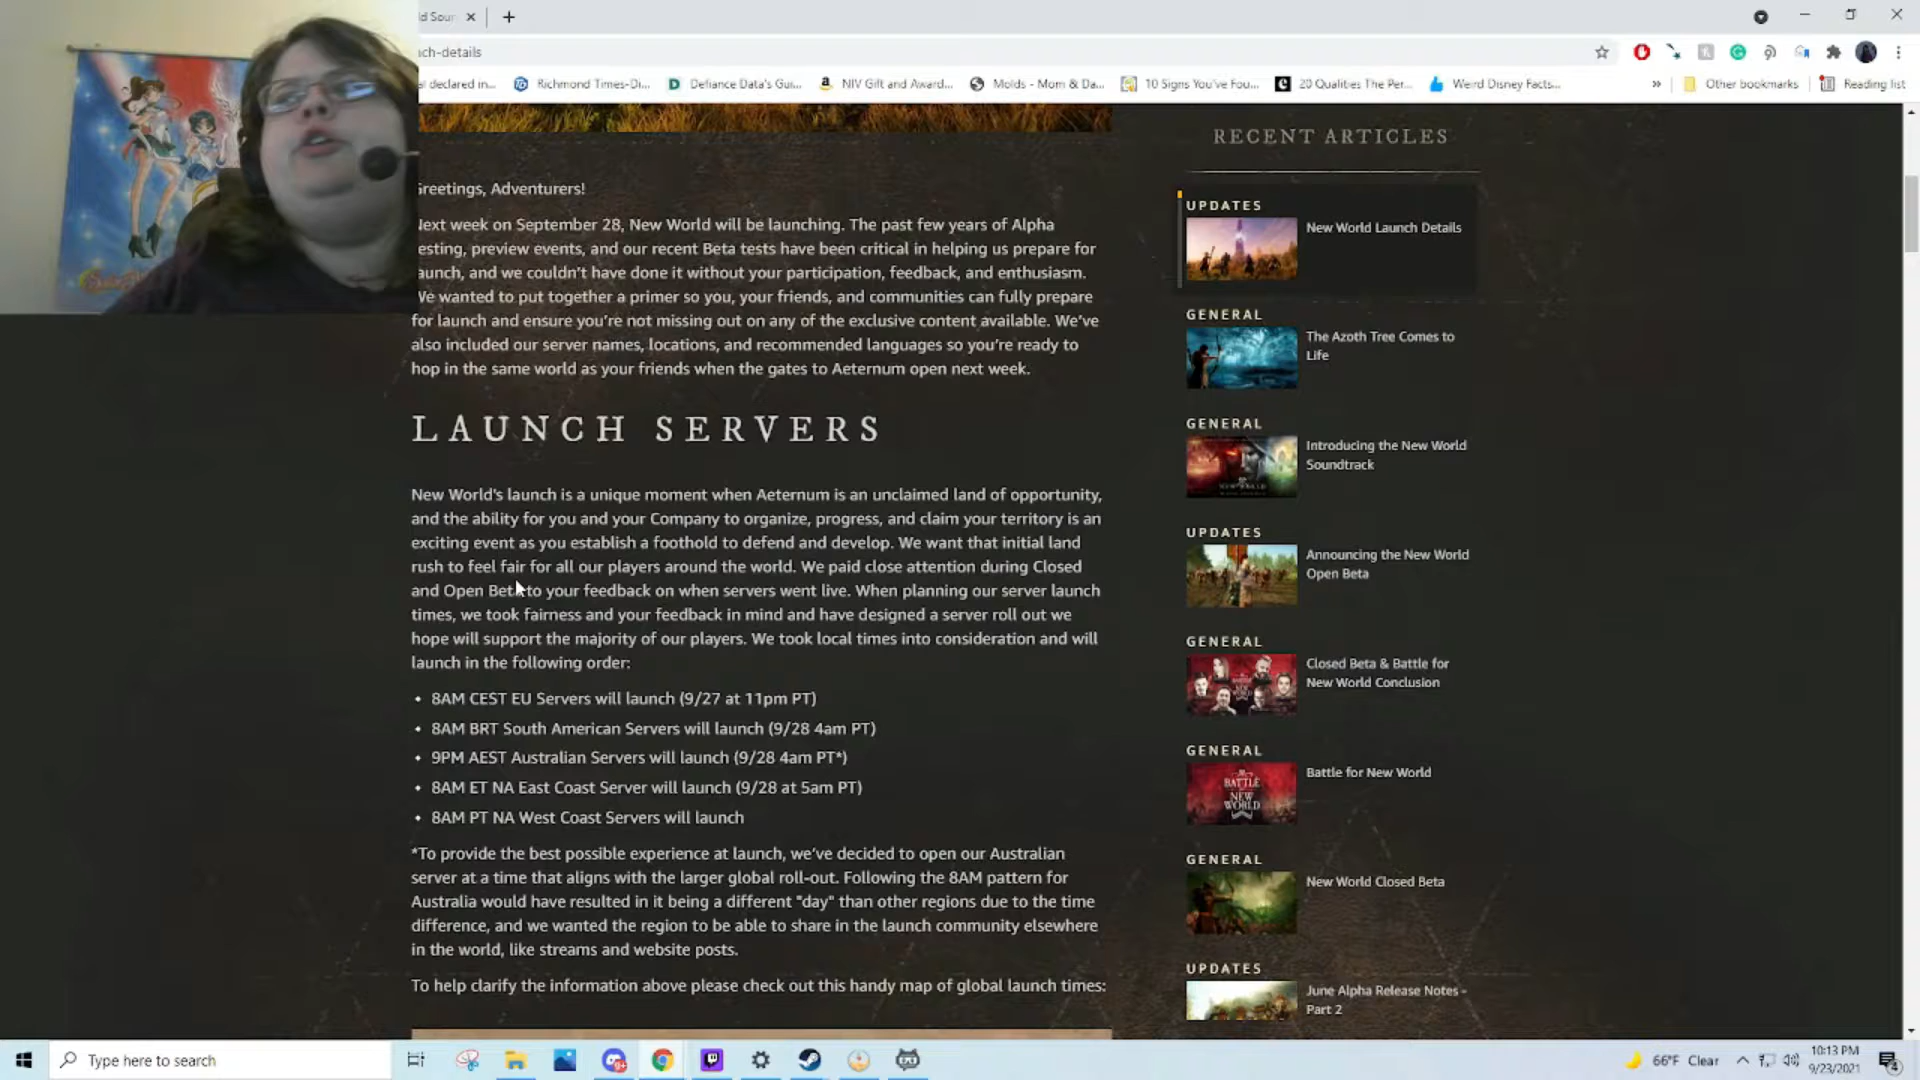 d Sour
ch-details
al declared in...
Richmond Times-Di...
Defiance Data's Gui...
NIV Gift and Award...
Molds - Mom & Da...
10 Signs You've Fou...
20 Qualities The Per...
Weird Disney Facts...
»
Other bookmarks
Reading list
Greetings, Adventurers!
Next week on September 28, New World will be launching. The past few years of Alpha
testing, preview events, and our recent Beta tests have been critical in helping us prepare for
launch, and we couldn't have done it without your participation, feedback, and enthusiasm.
We wanted to put together a primer so you, your friends, and communities can fully prepare
for launch and ensure you're not missing out on any of the exclusive content available. We've
also included our server names, locations, and recommended languages so you're ready to
hop in the same world as your friends when the gates to Aeternum open next week.
LAUNCH SERVERS
New World's launch is a unique moment when Aeternum is an unclaimed land of opportunity,
and the ability for you and your Company to organize, progress, and claim your territory is an
exciting event as you establish a foothold to defend and develop. We want that initial land
rush to feel fair for all our players around the world. We paid close attention during Closed
and Open Beta to your feedback on when servers went live. When planning our server launch
times, we took fairness and your feedback in mind and have designed a server roll out we
hope will support the majority of our players. We took local times into consideration and will
launch in the following order:
• 8AM CEST EU Servers will launch (9/27 at 11pm PT)
• 8AM BRT South American Servers will launch (9/28 4am PT)
• 9PM AEST Australian Servers will launch (9/28 4am PT*)
• 8AM ET NA East Coast Server will launch (9/28 at 5am PT)
• 8AM PT NA West Coast Servers will launch
*To provide the best possible experience at launch, we've decided to open our Australian
server at a time that aligns with the larger global roll-out. Following the 8AM pattern for
Australia would have resulted in it being a different "day" than other regions due to the time
difference, and we wanted the region to be able to share in the launch community elsewhere
in the world, like streams and website posts.
To help clarify the information above please check out this handy map of global launch times:
RECENT ARTICLES
UPDATES
New World Launch Details
GENERAL
The Azoth Tree Comes to
Life
GENERAL
Introducing the New World
Soundtrack
UPDATES
Announcing the New World
Open Beta
GENERAL
Closed Beta & Battle for
New World Conclusion
GENERAL
Battle for New World
BATTLE
NEW
WORLD
GENERAL
New World Closed Beta
UPDATES
June Alpha Release Notes -
Part 2
Type here to search
66°F Clear
10:13 PM
9/23/2021
4